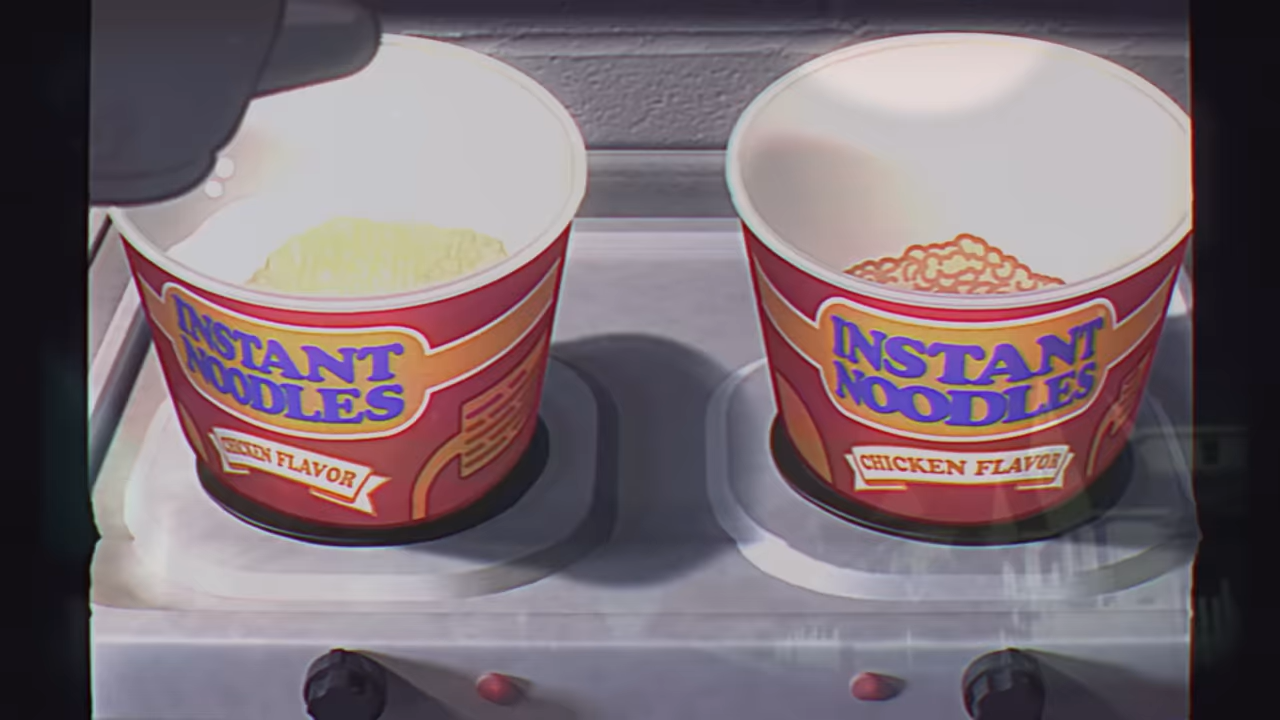 INSTANT
NOODLES
CHICKEN FLAVOR
INSTANT
NOODLES
CHICKEN FLAVOR